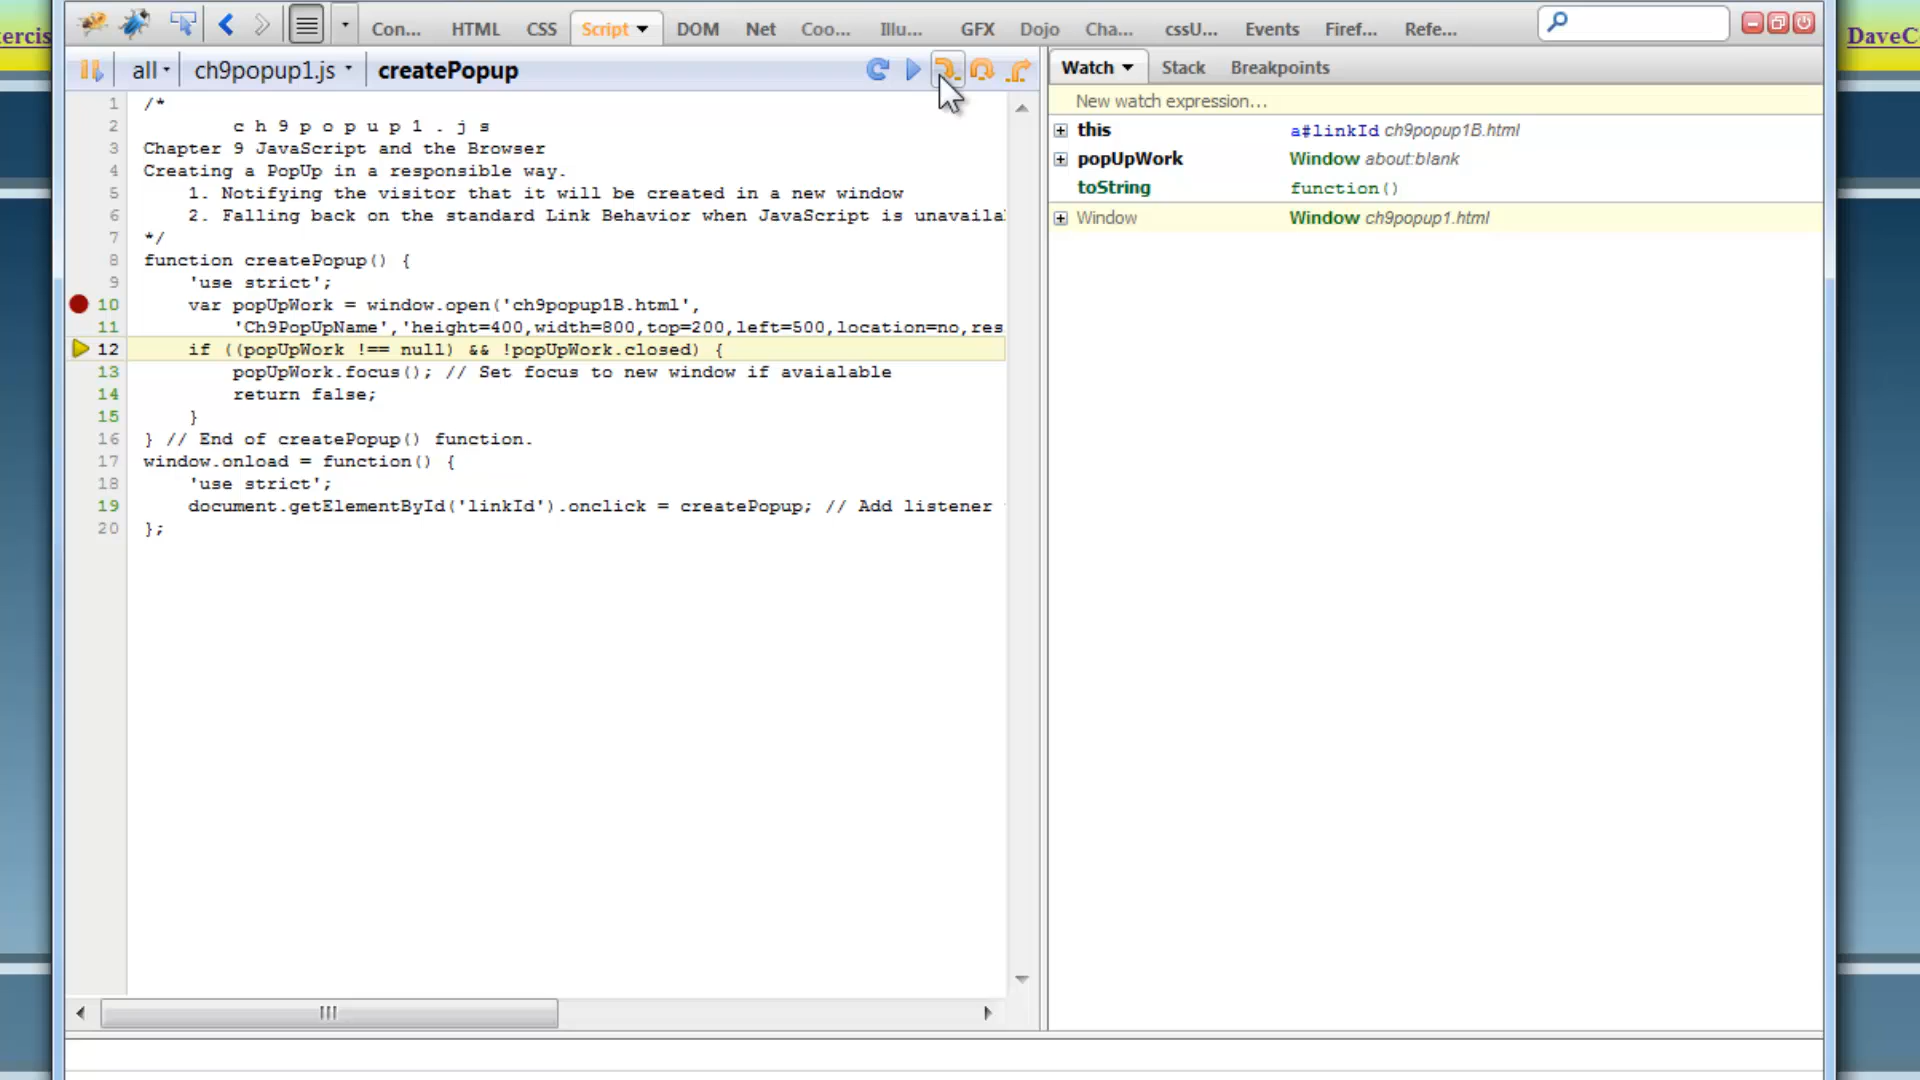 ercis
Con... HTML CSS Script DOM Net Coo... Illu... GFX Dojo Cha... cssU... Events Firef... Refe...
DaveC
all ch9popup1.js createPopup
Watch Stack Breakpoints
New watch expression...
this a#linkId ch9popup1B.html
popUpWork Window about:blank
toString function()
Window Window ch9popup1.html
1 /*
2 c h 9 p o p u p 1 . j s
3 Chapter 9 JavaScript and the Browser
4 Creating a PopUp in a responsible way.
5 1. Notifying the visitor that it will be created in a new window
6 2. Falling back on the standard Link Behavior when JavaScript is unavaila
7 */
8 function createPopup() {
9 'use strict';
10 var popUpWork = window.open('ch9popup1B.html',
11 'Ch9PopUpName','height=400,width=800,top=200,left=500,location=no,res
12 if ((popUpWork !== null) && !popUpWork.closed) {
13 popUpWork.focus(); // Set focus to new window if avaialable
14 return false;
15 }
16 } // End of createPopup() function.
17 window.onload = function() {
18 'use strict';
19 document.getElementById('linkId').onclick = createPopup; // Add listener
20 };